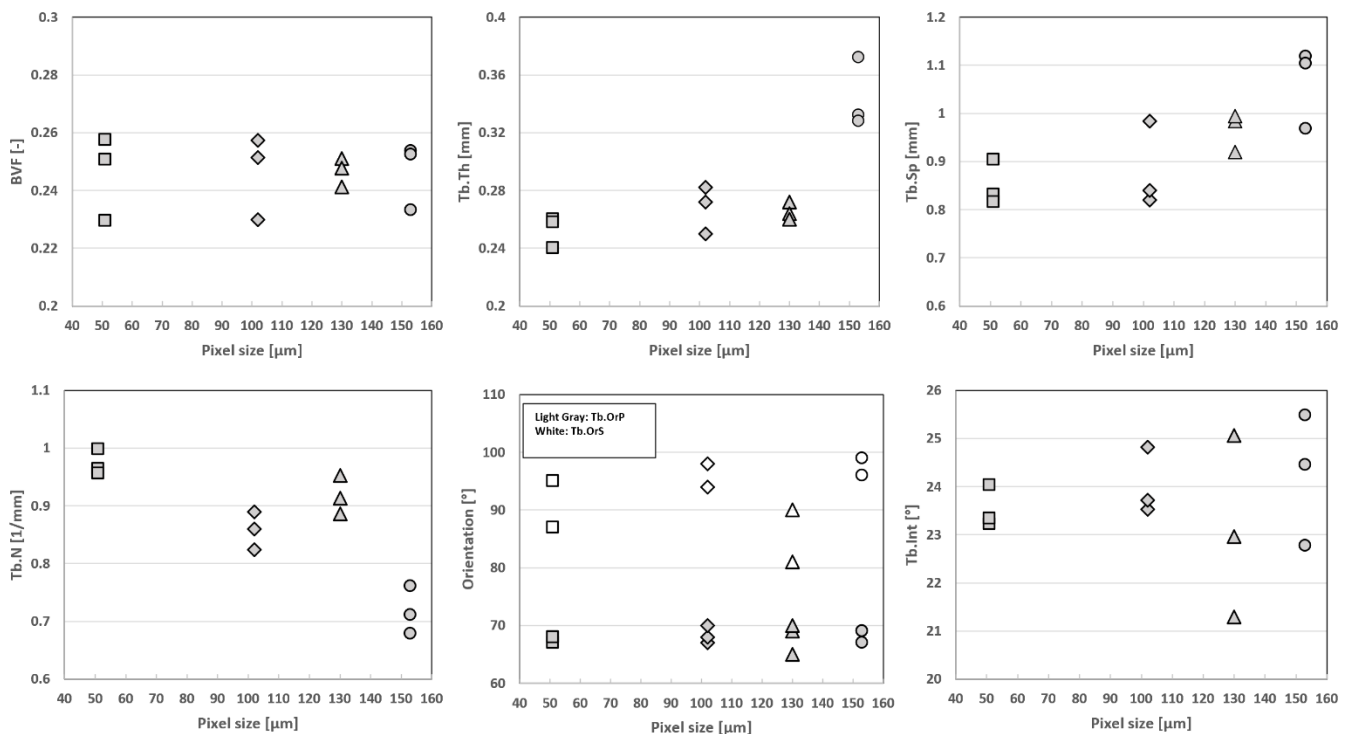 0.3
0.28
0.26
0.24
0.22
0.2
BVF [-]
40 50 60 70 80 90 100 110 120 130 140 150 160
Pixel size [µm]
0.4
0.36
0.32
0.28
0.24
0.2
Tb.Th [mm]
40 50 60 70 80 90 100 110 120 130 140 150 160
Pixel size [µm]
1.2
1.1
1
0.9
0.8
0.7
0.6
Tb.Sp [mm]
40 50 60 70 80 90 100 110 120 130 140 150 160
Pixel size [µm]
1.1
1
0.9
0.8
0.7
0.6
Tb.N [1/mm]
40 50 60 70 80 90 100 110 120 130 140 150 160
Pixel size [µm]
110
100
90
80
70
60
Orientation [°]
Light Gray: Tb.OrP
White: Tb.OrS
40 50 60 70 80 90 100 110 120 130 140 150 160
Pixel size [µm]
26
25
24
23
22
21
20
Tb.Int [°]
40 50 60 70 80 90 100 110 120 130 140 150 160
Pixel size [µm]